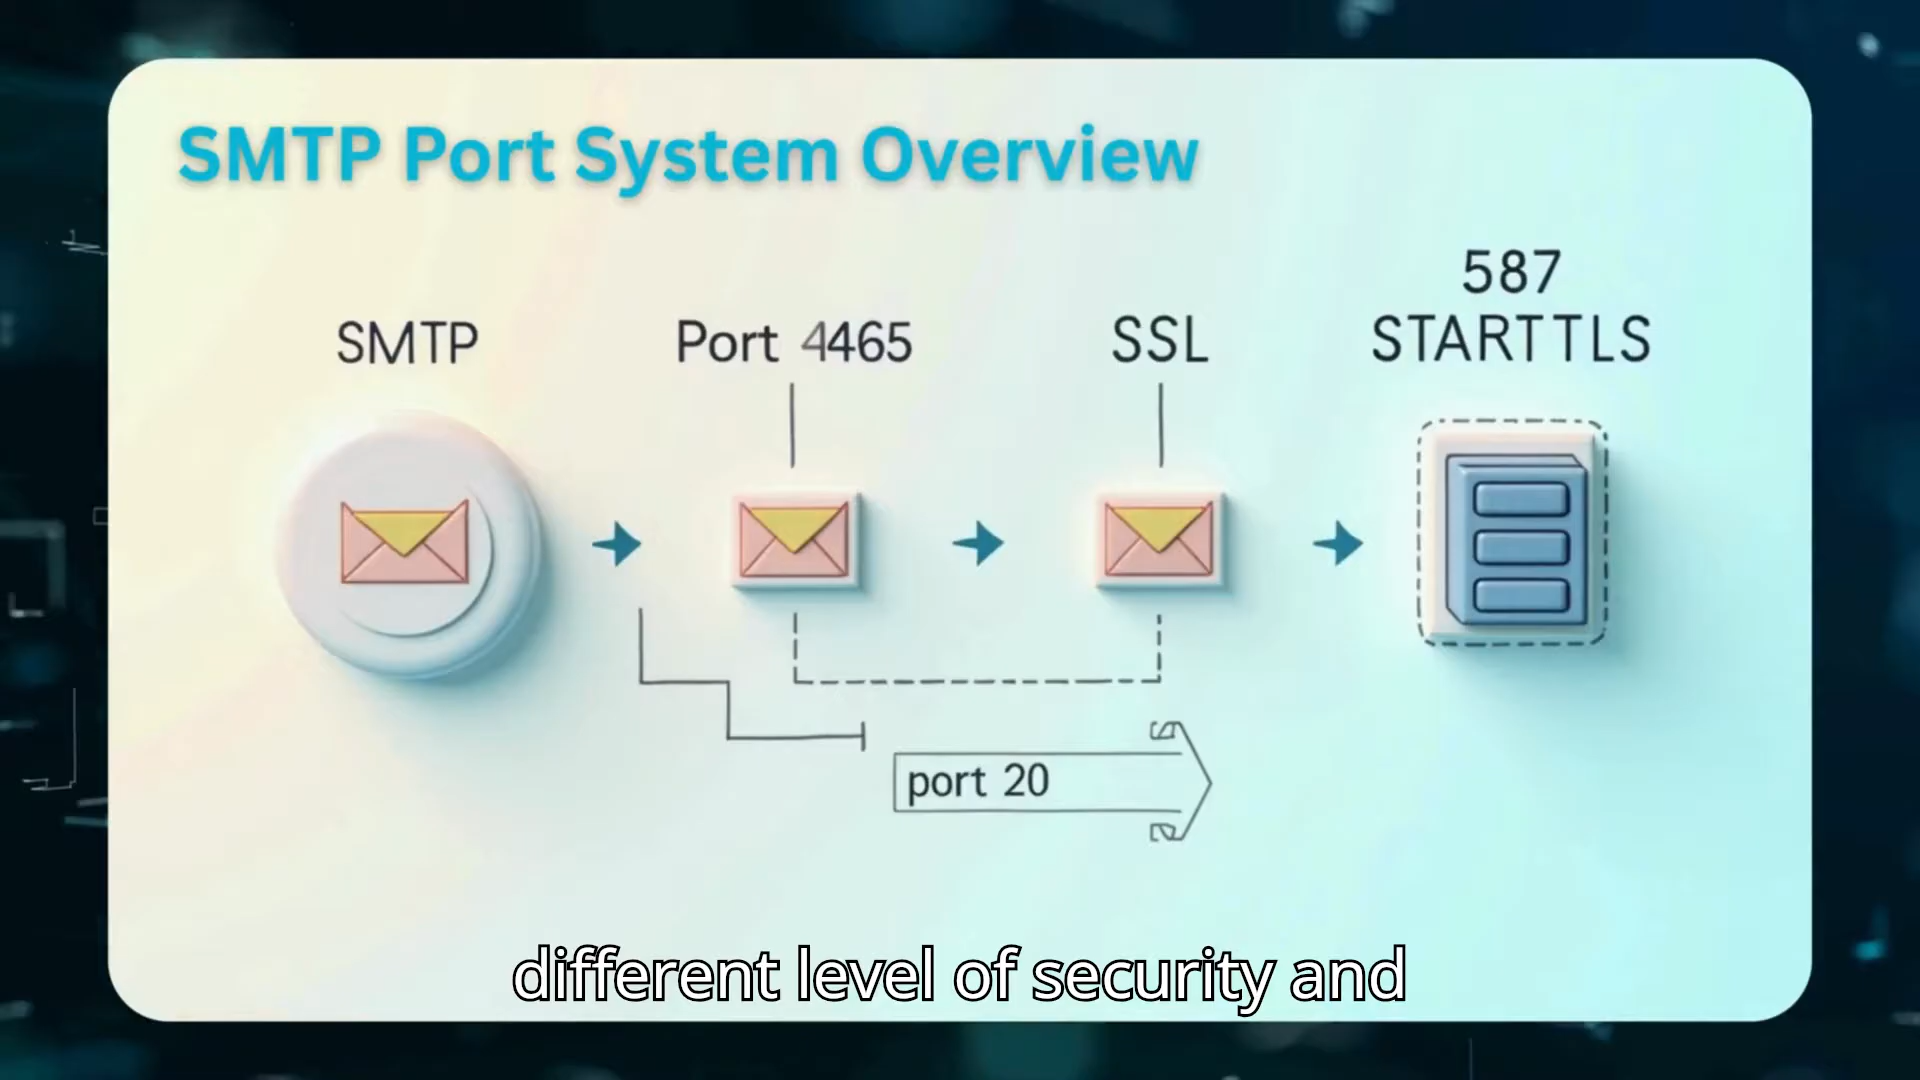 SMTP Port System Overview
587
SMTP Port 4465 SSL STARTTLS
port 20
different level of security and